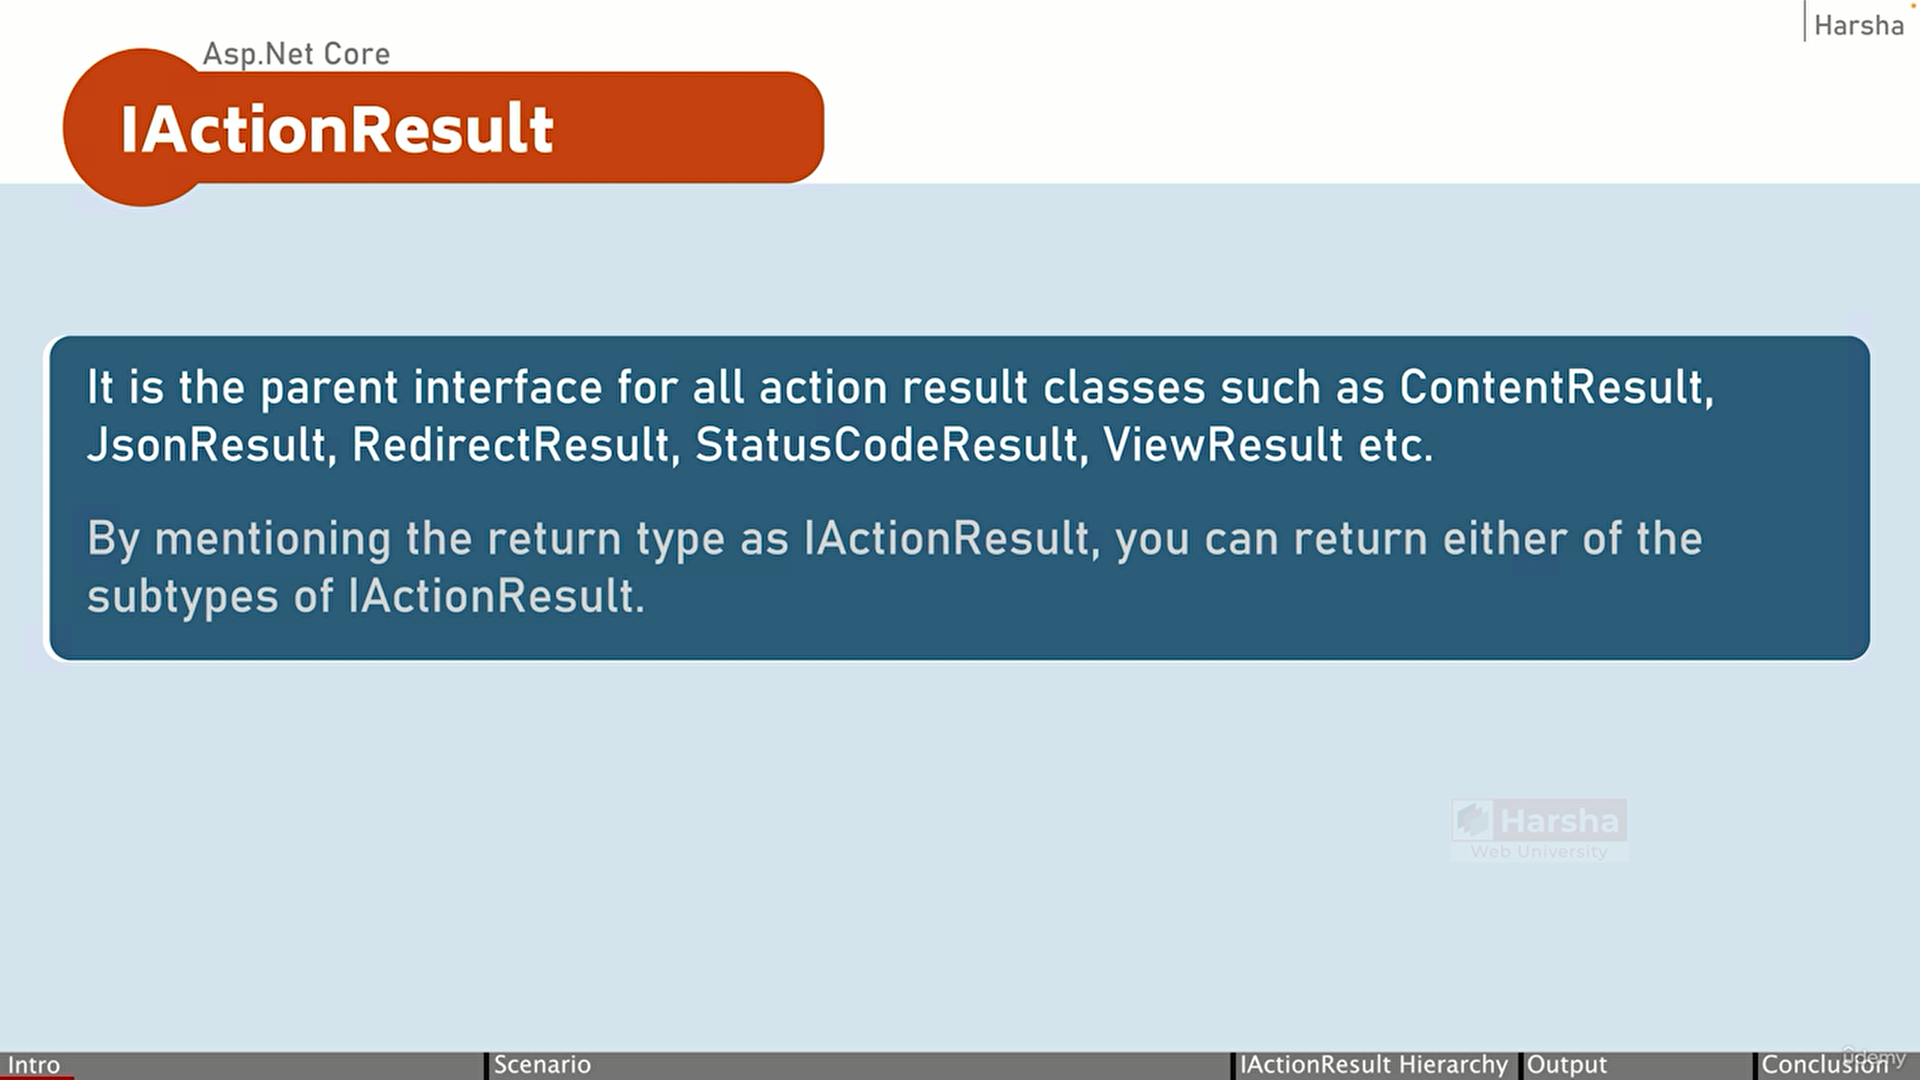 Harsha
Asp.Net Core
IActionResult
It is the parent interface for all action result classes such as ContentResult,
JsonResult, RedirectResult, StatusCodeResult, ViewResult etc.
By mentioning the return type as IActionResult, you can return either of the
subtypes of IActionResult.
Harsha
Web University
Intro
Scenario
IActionResult Hierarchy
Output
Conclusion
ûdemy